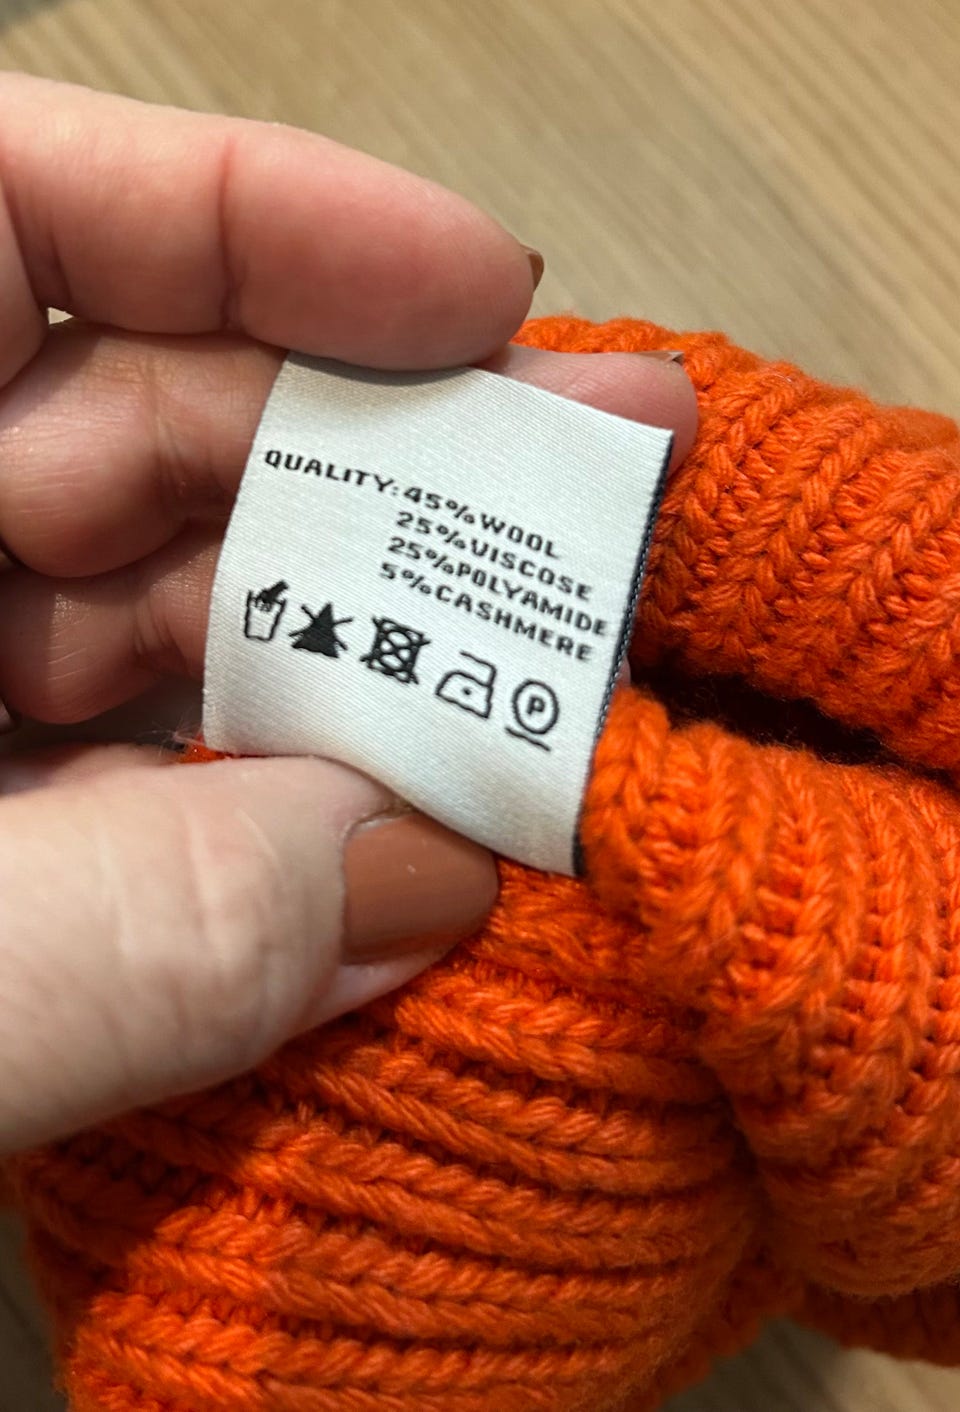 QUALITY:45%WOOL
25%VISCOSE
25%POLYAMIDE
5%CASHMERE
P